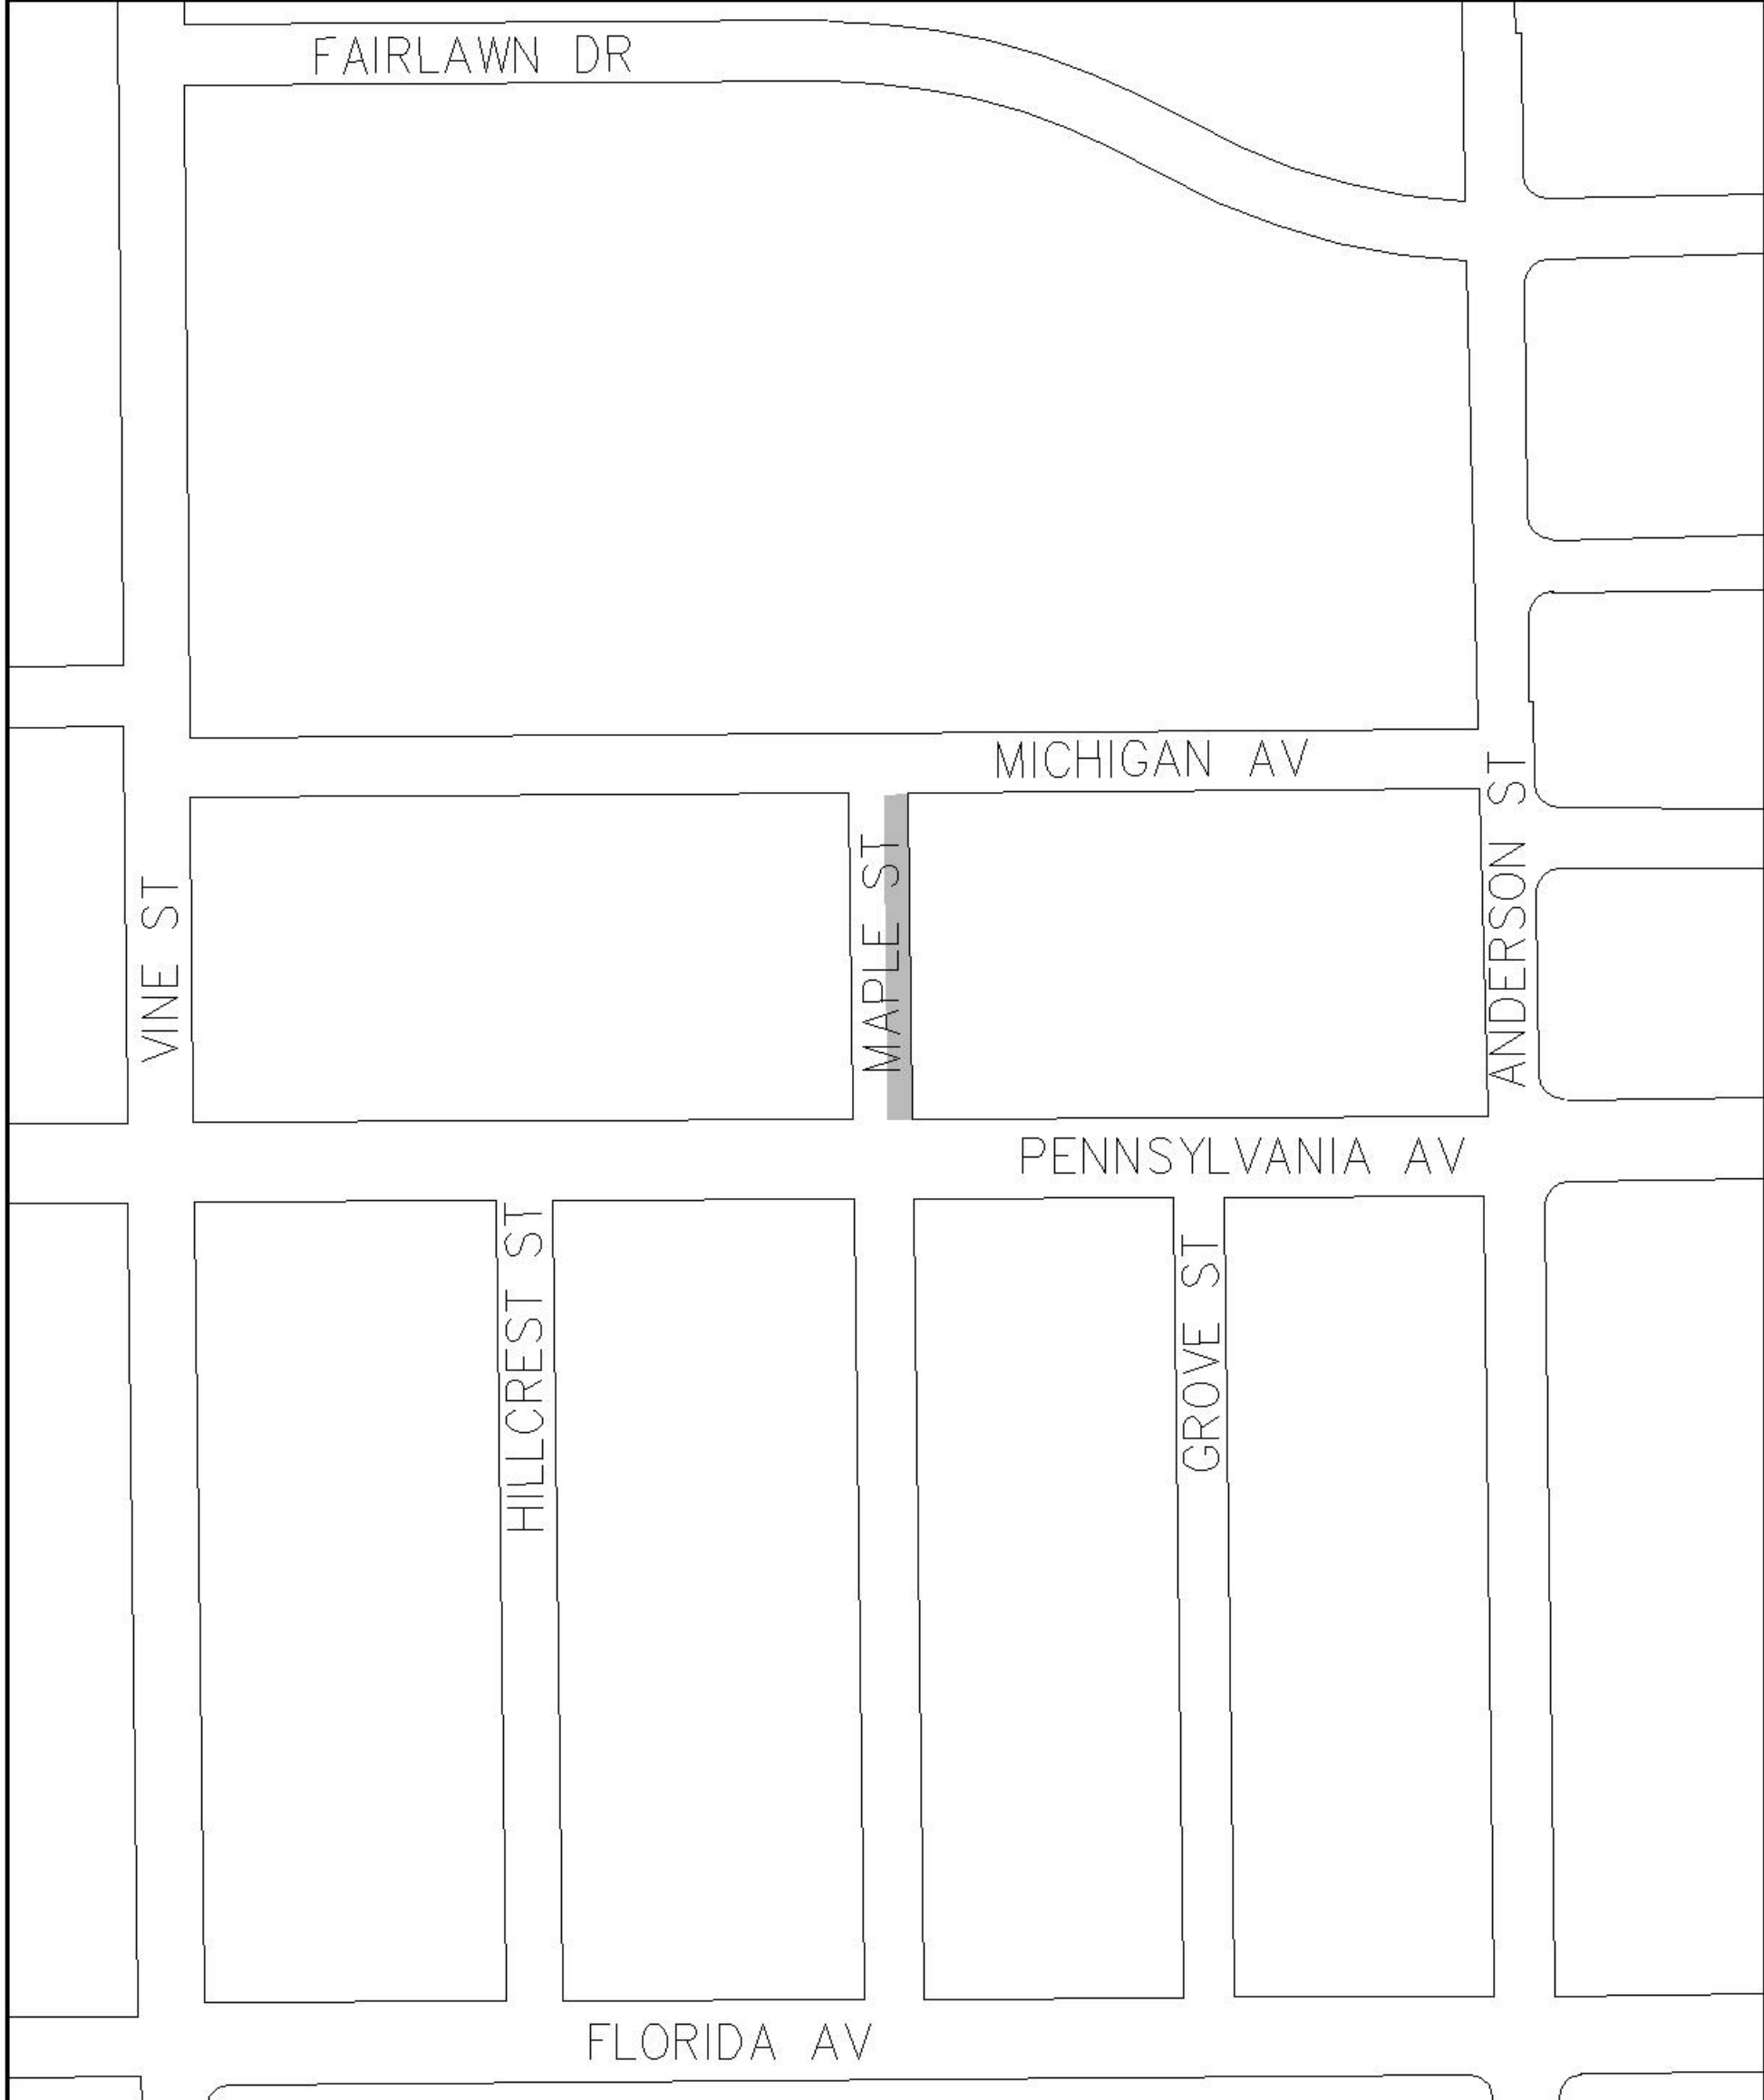 FAIRLAWN DR
MICHIGAN AV
VINE ST
MAPLE ST
ANDERSON ST
PENNSYLVANIA AV
HILLCREST ST
GROVE ST
FLORIDA AV